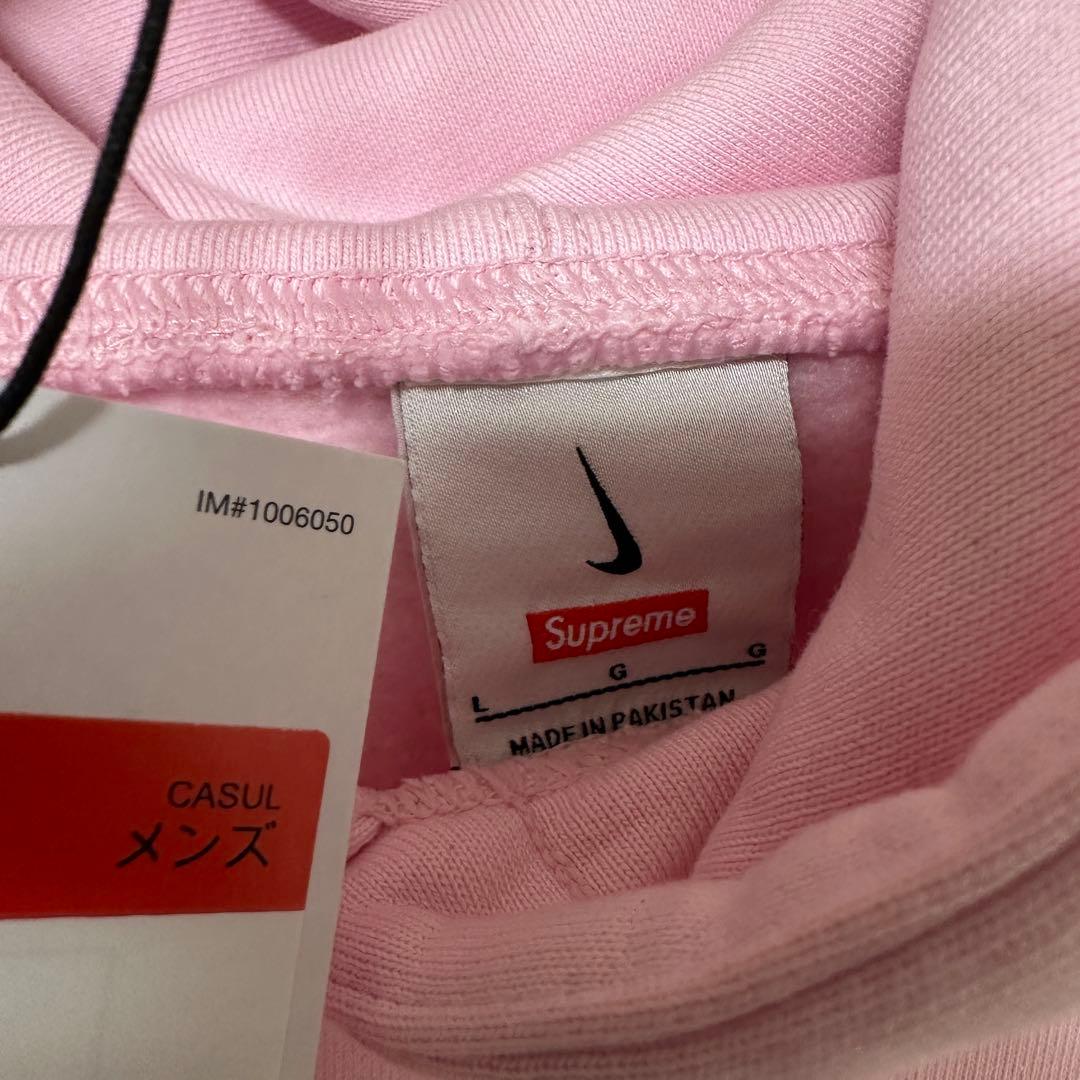 IM#1006050
CASUL
メンズ
Supreme
L G G
MADE IN PAKISTAN